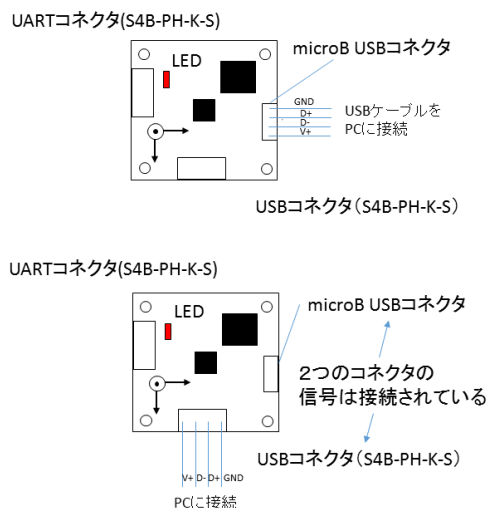 UARTコネクタ(S4B-PH-K-S)
LED
microB USBコネクタ
GND
D+
D-
V+
USBケーブルを
PCに接続
USBコネクタ(S4B-PH-K-S)
UARTコネクタ(S4B-PH-K-S)
LED
microB USBコネクタ
2つのコネクタの
信号は接続されている
USBコネクタ(S4B-PH-K-S)
V+ D- D+ GND
PCに接続